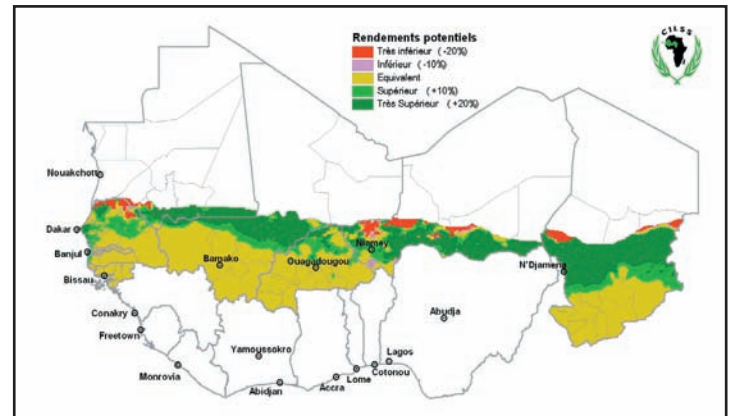 Rendements potentiels
Très inférieur (-20%)
Inférieur (-10%)
Equivalent
Supérieur (+10%)
Très Supérieur (+20%)
CILSS
Nouakchott
Dakar
Banjul
Bissau
Bamako
Ouagadougou
Niamey
N'Djamena
Conakry
Freetown
Monrovia
Yamoussokro
Abidjan
Accra
Lome
Cotonou
Lagos
Abudja